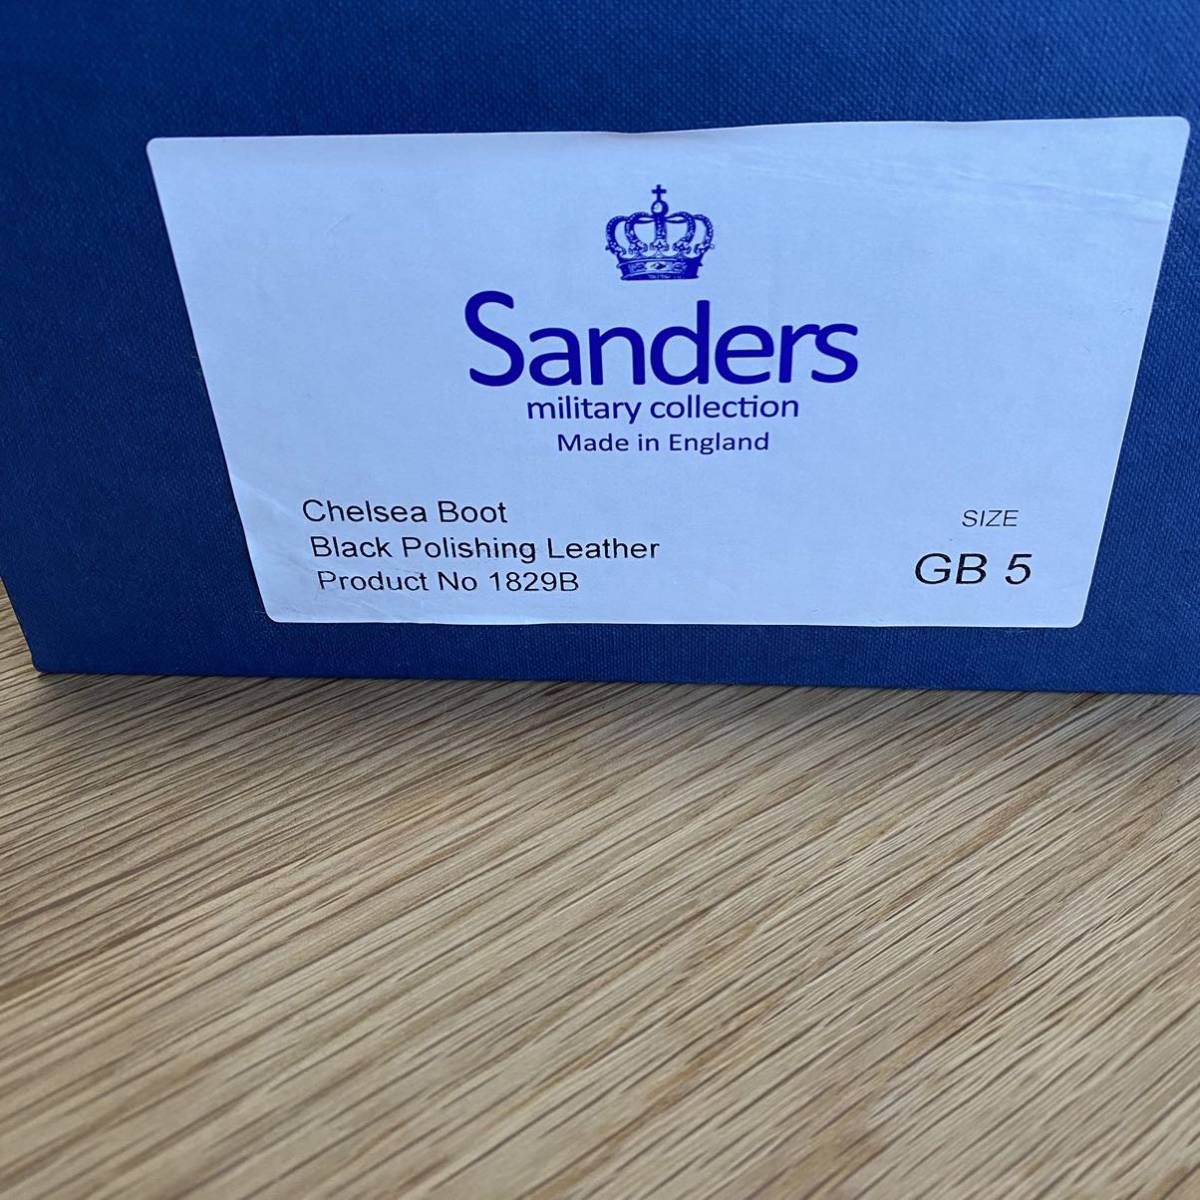 Sanders
military collection
Made in England
Chelsea Boot
Black Polishing Leather
Product No 1829B
SIZE
GB 5